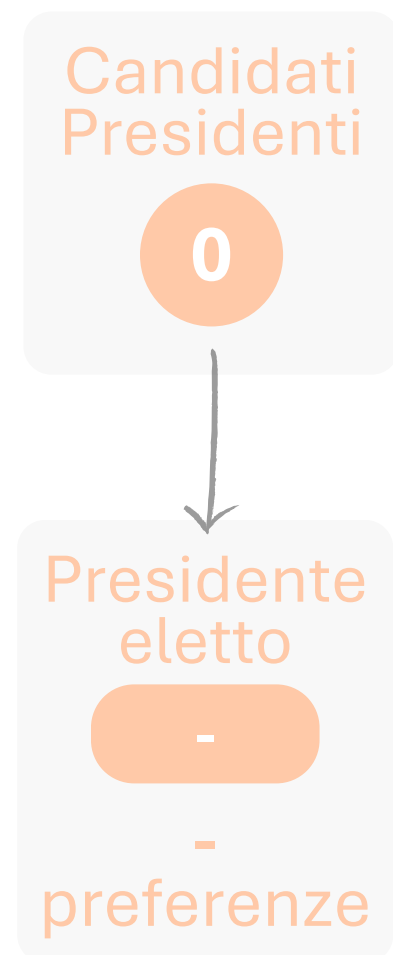 Candidati
Presidenti
0
Presidente
eletto
-
-
preferenze